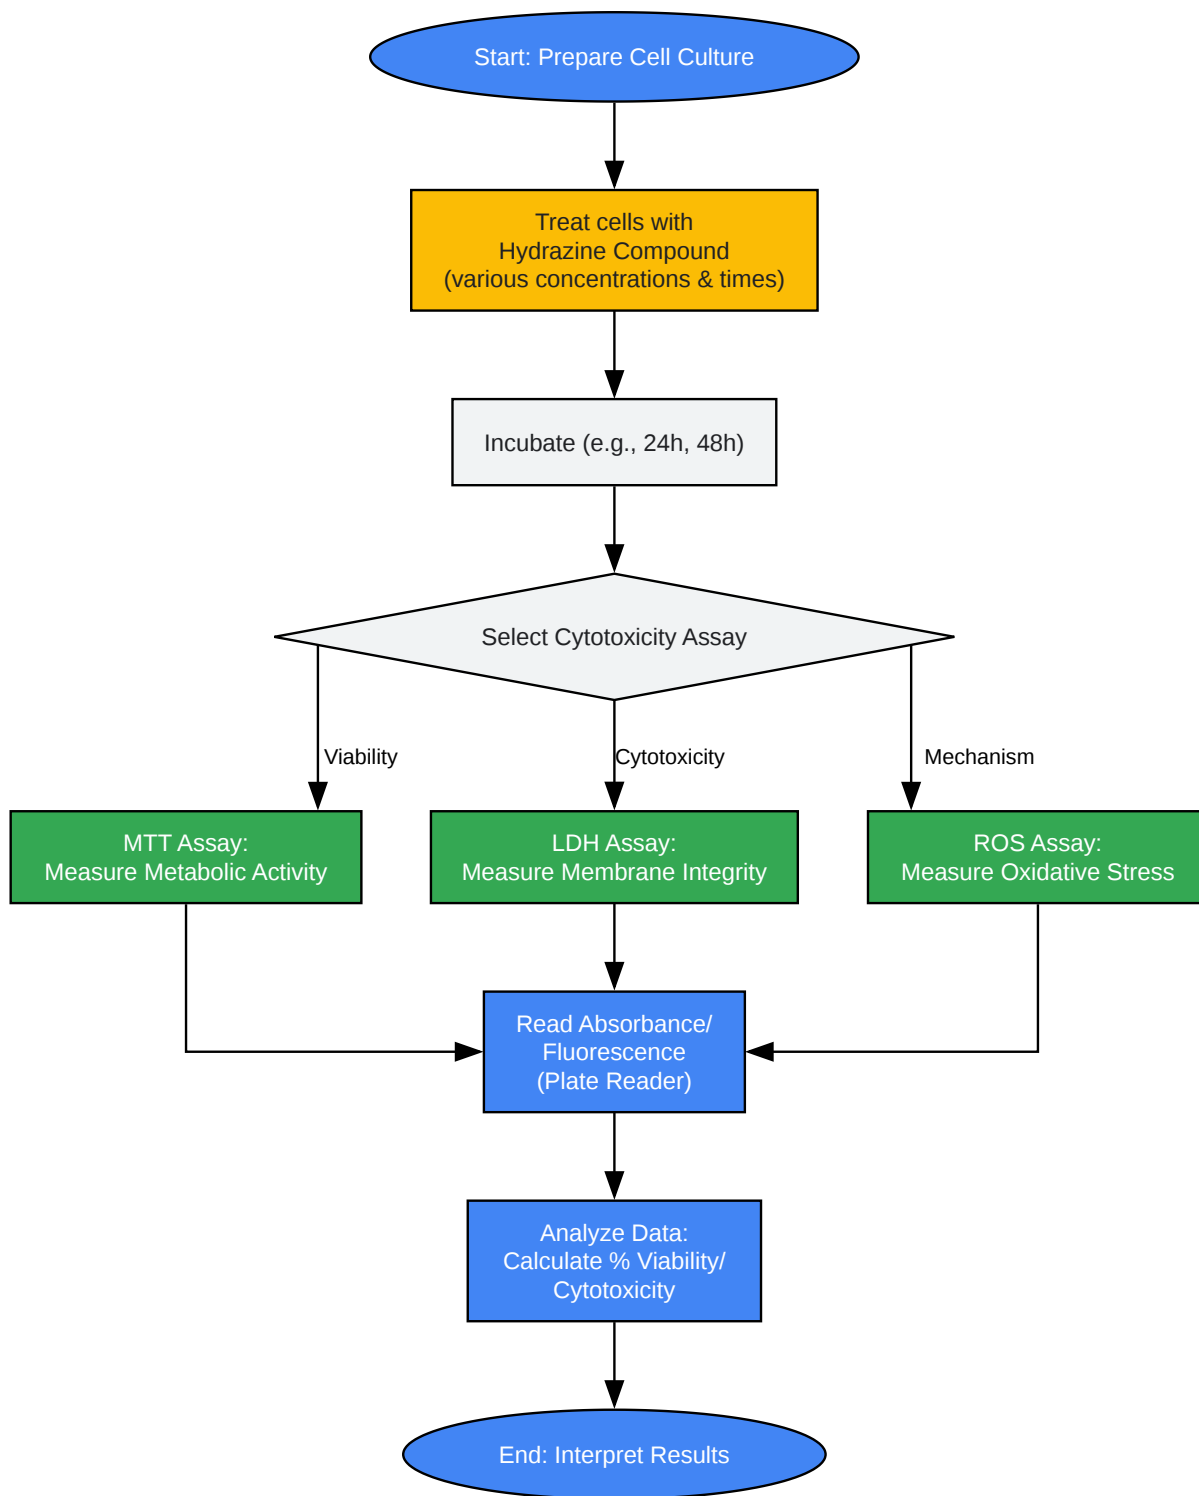 Start: Prepare Cell Culture
Treat cells with
Hydrazine Compound
(various concentrations & times)
Incubate (e.g., 24h, 48h)
Select Cytotoxicity Assay
Viability
Cytotoxicity
Mechanism
MTT Assay:
Measure Metabolic Activity
LDH Assay:
Measure Membrane Integrity
ROS Assay:
Measure Oxidative Stress
Read Absorbance/
Fluorescence
(Plate Reader)
Analyze Data:
Calculate % Viability/
Cytotoxicity
End: Interpret Results